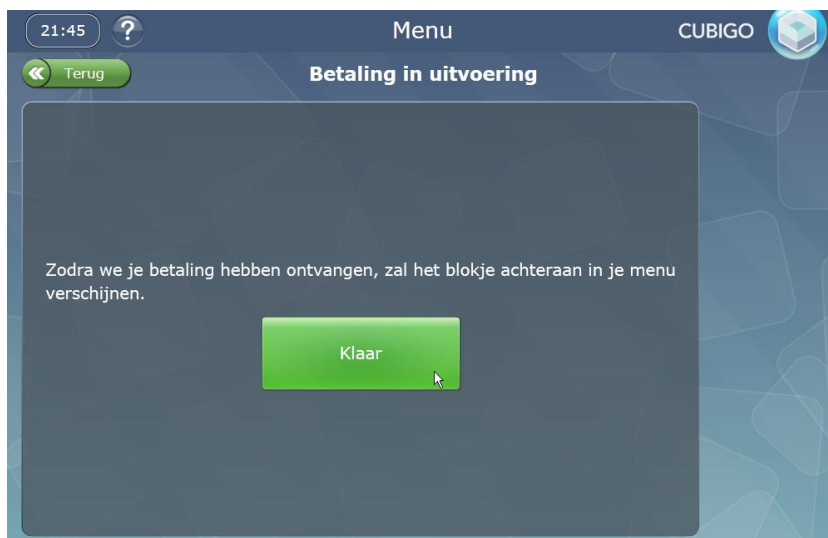 21:45 ? Menu CUBIGO
Terug Betaling in uitvoering
Zodra we je betaling hebben ontvangen, zal het blokje achteraan in je menu
verschijnen.
Klaar